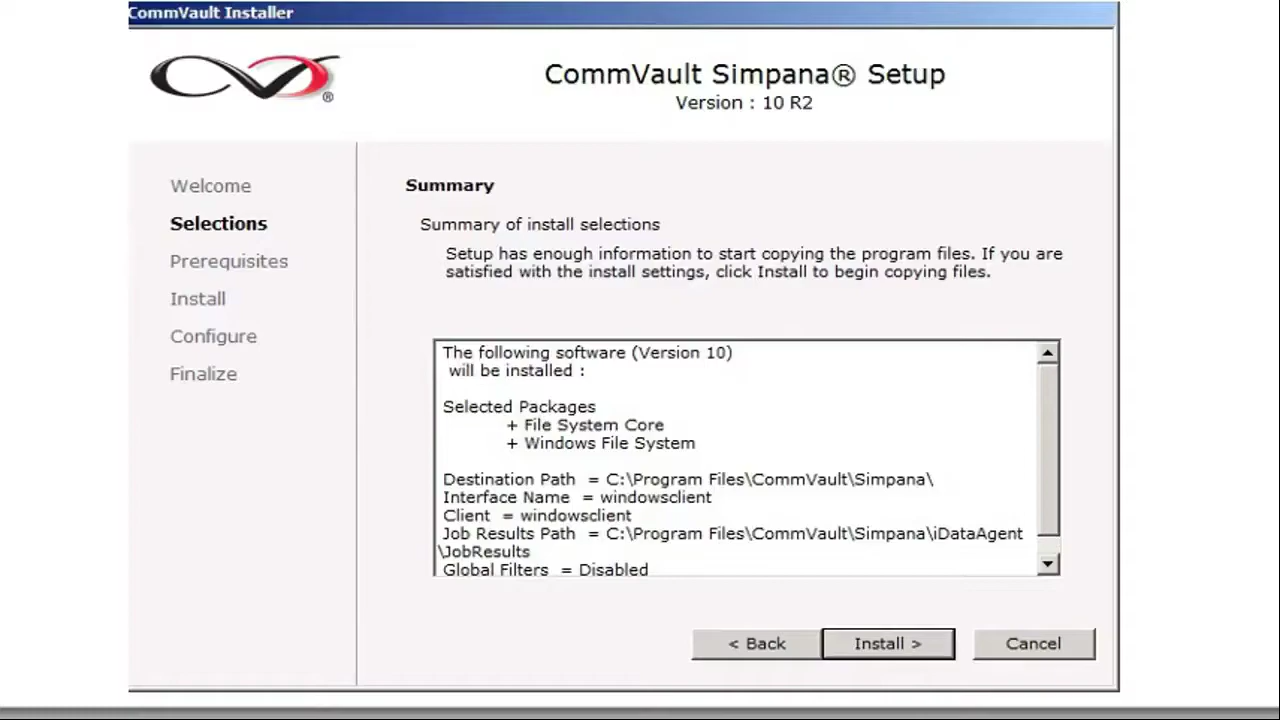 CommVault Installer
®
CommVault Simpana® Setup
Version : 10 R2
Welcome
Selections
Prerequisites
Install
Configure
Finalize
Summary
Summary of install selections
Setup has enough information to start copying the program files. If you are
satisfied with the install settings, click Install to begin copying files.
The following software (Version 10)
will be installed :
Selected Packages
+ File System Core
+ Windows File System
Destination Path = C:\Program Files\CommVault\Simpana\
Interface Name = windowsclient
Client = windowsclient
Job Results Path = C:\Program Files\CommVault\Simpana\iDataAgent
\JobResults
Global Filters = Disabled
< Back
Install >
Cancel